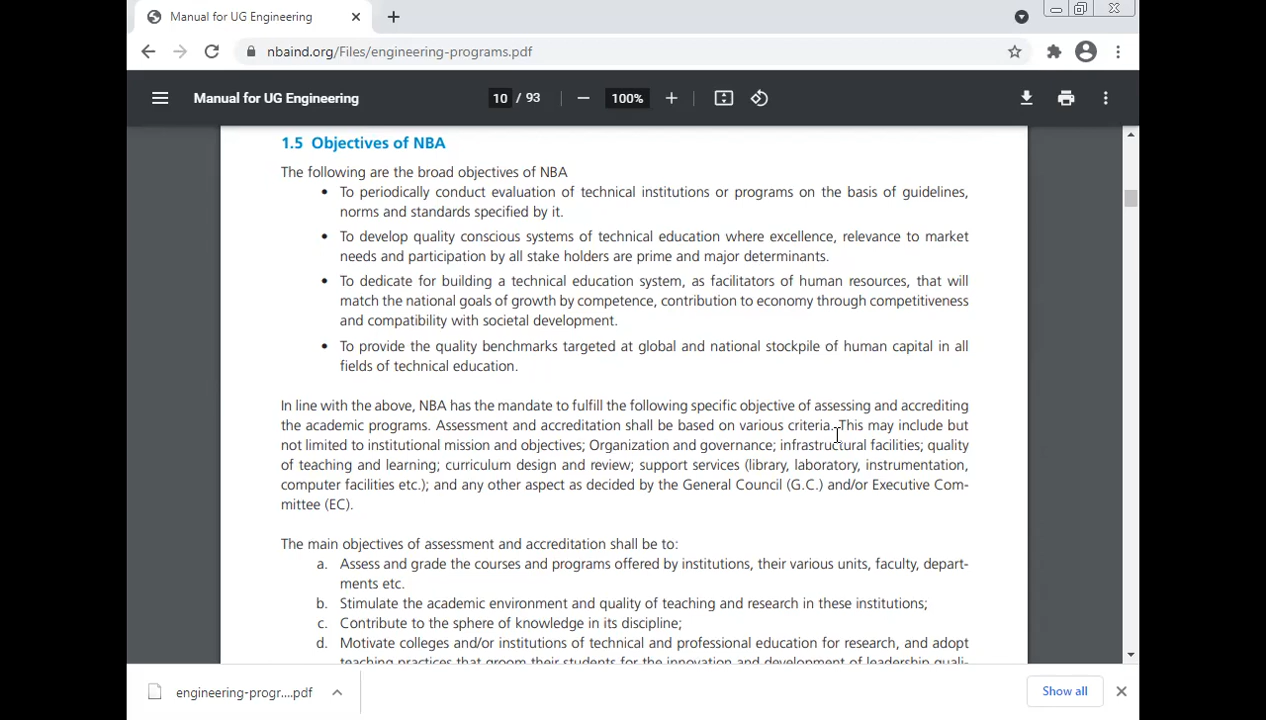 Manual for UG Engineering
nbaind.org/Files/engineering-programs.pdf
Manual for UG Engineering
10 / 93
100%
1.5 Objectives of NBA
The following are the broad objectives of NBA
• To periodically conduct evaluation of technical institutions or programs on the basis of guidelines,
norms and standards specified by it.
• To develop quality conscious systems of technical education where excellence, relevance to market
needs and participation by all stake holders are prime and major determinants.
• To dedicate for building a technical education system, as facilitators of human resources, that will
match the national goals of growth by competence, contribution to economy through competitiveness
and compatibility with societal development.
• To provide the quality benchmarks targeted at global and national stockpile of human capital in all
fields of technical education.
In line with the above, NBA has the mandate to fulfill the following specific objective of assessing and accrediting
the academic programs. Assessment and accreditation shall be based on various criteria. This may include but
not limited to institutional mission and objectives; Organization and governance; infrastructural facilities; quality
of teaching and learning; curriculum design and review; support services (library, laboratory, instrumentation,
computer facilities etc.); and any other aspect as decided by the General Council (G.C.) and/or Executive Com-
mittee (EC).
The main objectives of assessment and accreditation shall be to:
a. Assess and grade the courses and programs offered by institutions, their various units, faculty, depart-
ments etc.
b. Stimulate the academic environment and quality of teaching and research in these institutions;
c. Contribute to the sphere of knowledge in its discipline;
d. Motivate colleges and/or institutions of technical and professional education for research, and adopt
teaching practices that groom their students for the innovation and development of leadership quali-
engineering-progr....pdf
Show all